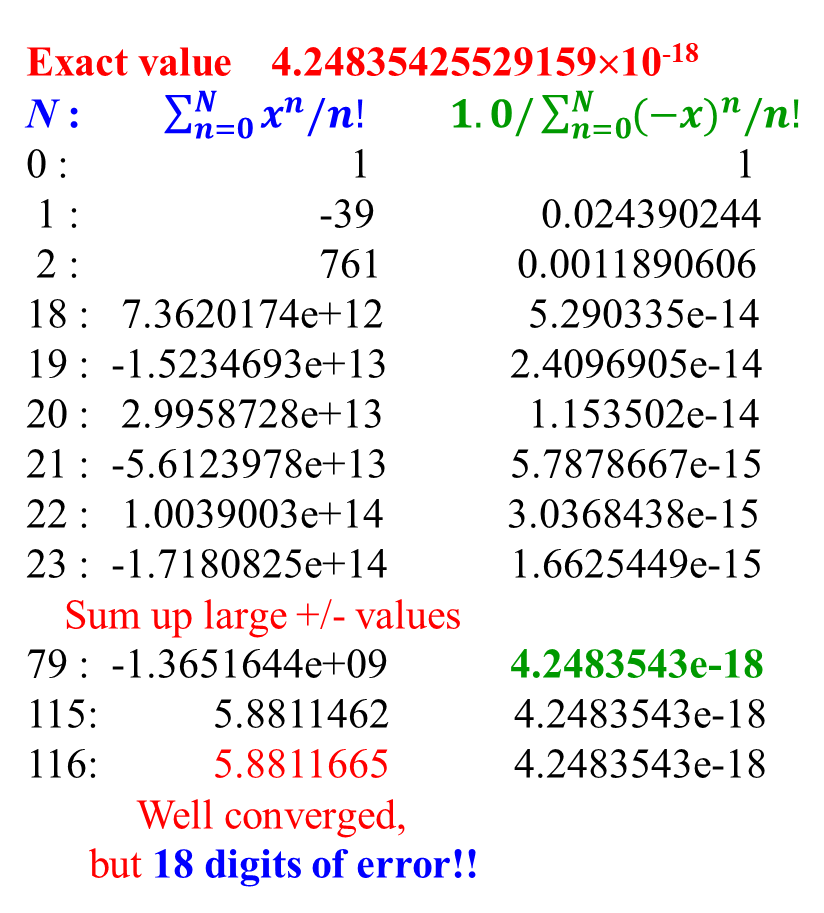 Exact value 4.24835425529159×10⁻¹⁸
N : ∑ᴺₙ₌₀ xⁿ/n! 1.0/∑ᴺₙ₌₀(−x)ⁿ/n!
0 : 1 1
1 : -39 0.024390244
2 : 761 0.0011890606
18 : 7.3620174e+12 5.290335e-14
19 : -1.5234693e+13 2.4096905e-14
20 : 2.9958728e+13 1.153502e-14
21 : -5.6123978e+13 5.7878667e-15
22 : 1.0039003e+14 3.0368438e-15
23 : -1.7180825e+14 1.6625449e-15
Sum up large +/- values
79 : -1.3651644e+09 4.2483543e-18
115: 5.8811462 4.2483543e-18
116: 5.8811665 4.2483543e-18
Well converged,
but 18 digits of error!!